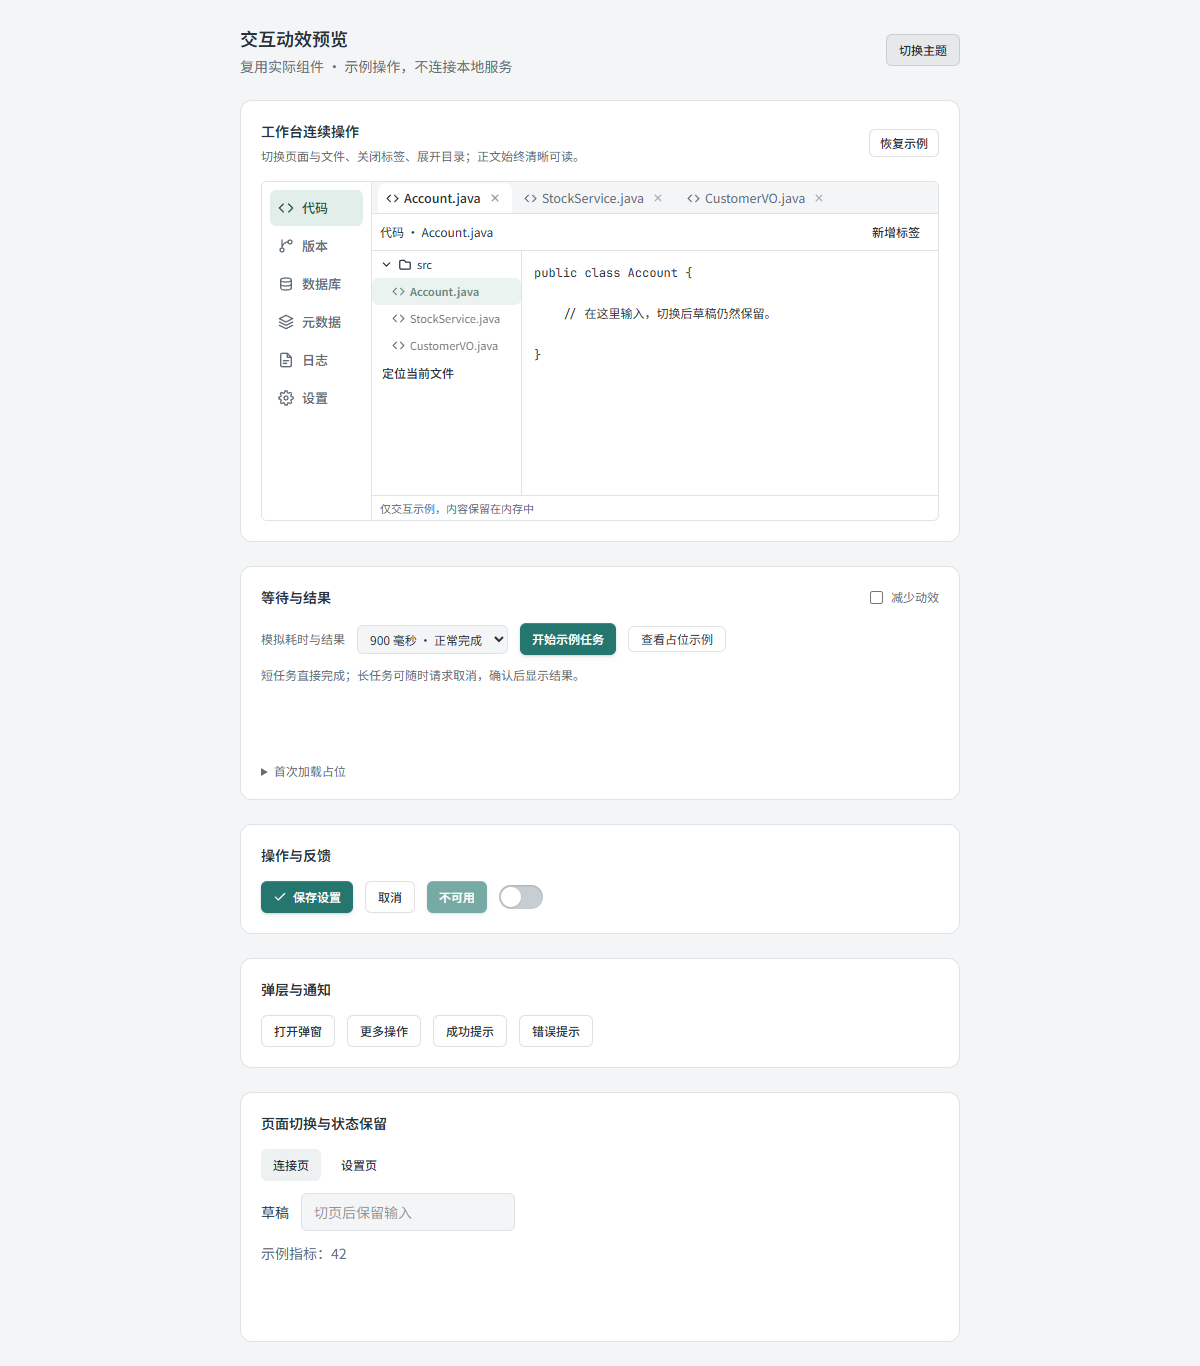 交互动效预览
复用实际组件 • 示例操作，不连接本地服务
切换主题
工作台连续操作
切换页面与文件、关闭标签、展开目录；正文始终清晰可读。
恢复示例
代码
版本
数据库
元数据
日志
设置
Account.java
StockService.java
CustomerVO.java
代码 • Account.java
新增标签
src
Account.java
StockService.java
CustomerVO.java
定位当前文件
public class Account {
// 在这里输入，切换后草稿仍然保留。
}
仅交互示例，内容保留在内存中
等待与结果
减少动效
模拟耗时与结果
900 毫秒 • 正常完成
开始示例任务
查看占位示例
短任务直接完成；长任务可随时请求取消，确认后显示结果。
首次加载占位
操作与反馈
保存设置
取消
不可用
弹层与通知
打开弹窗
更多操作
成功提示
错误提示
页面切换与状态保留
连接页
设置页
草稿
切页后保留输入
示例指标：42